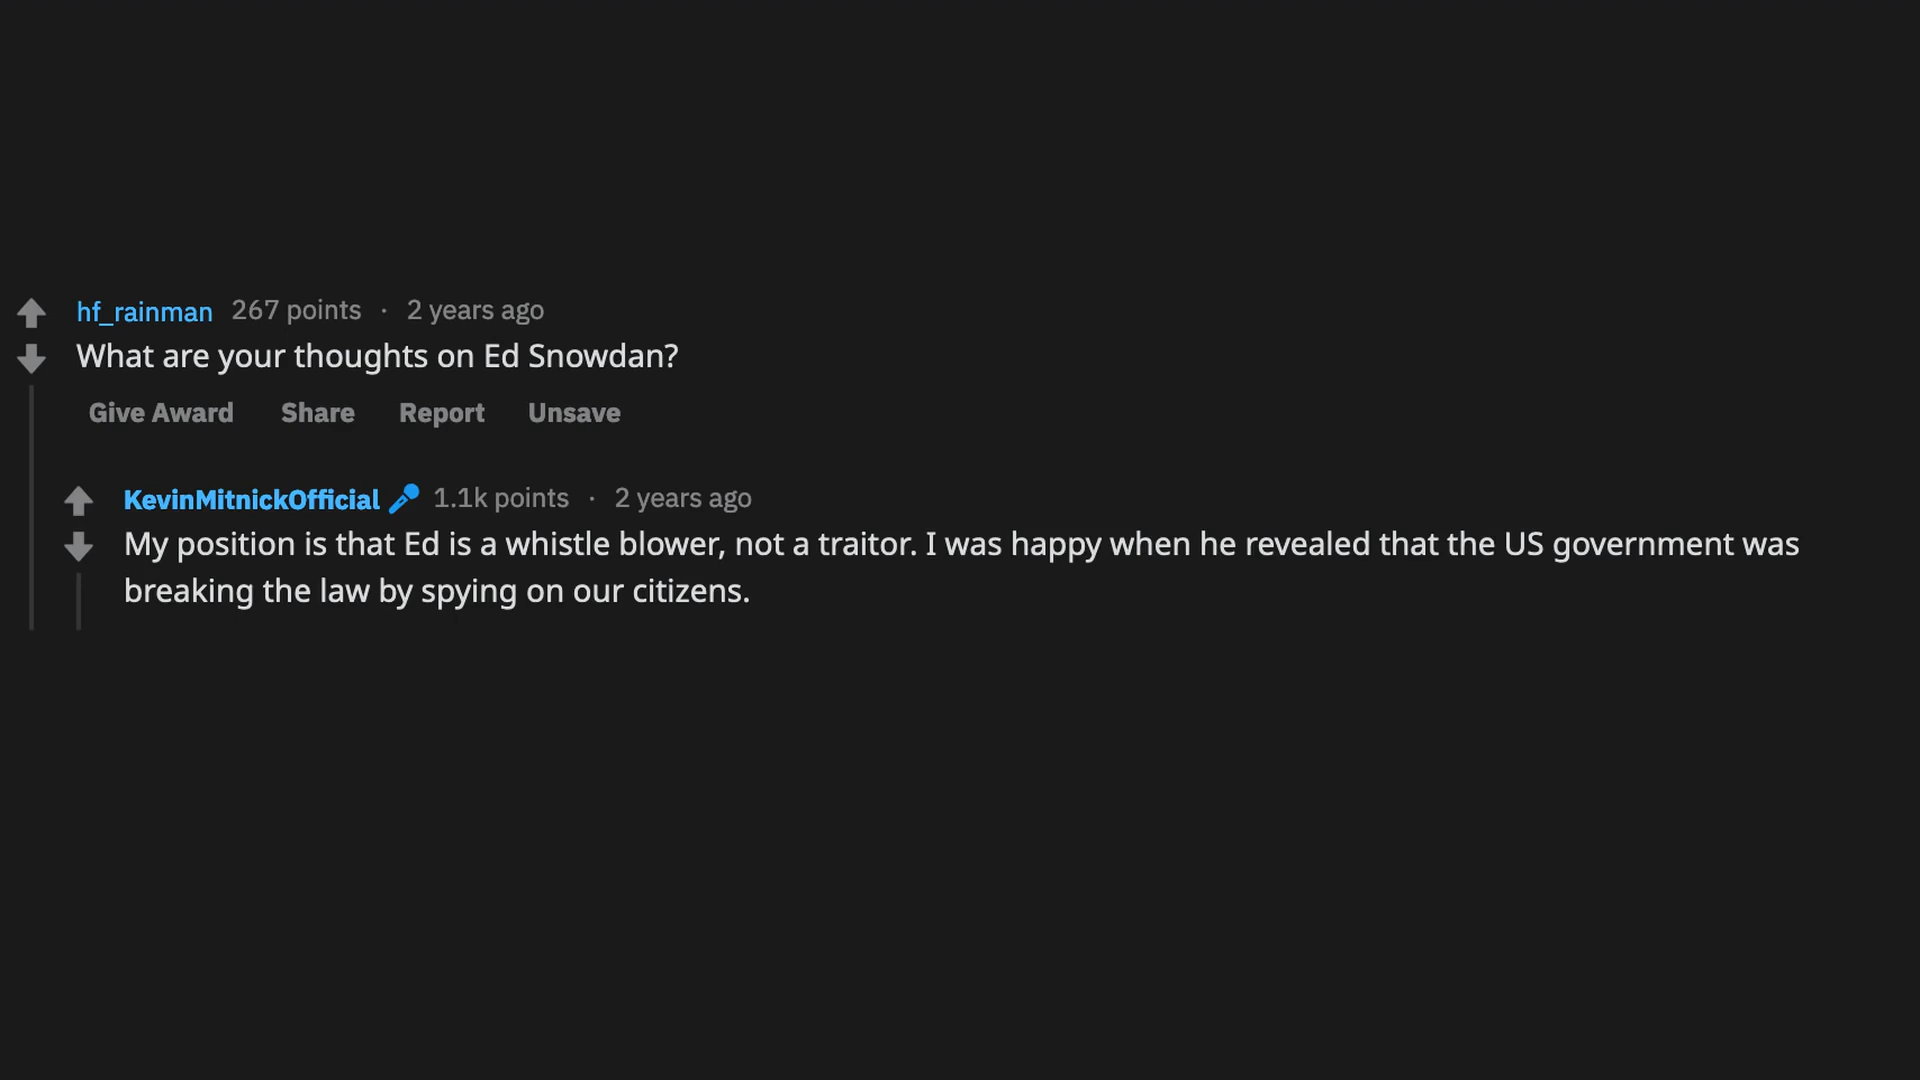 hf_rainman 267 points · 2 years ago
What are your thoughts on Ed Snowdan?
Give Award Share Report Unsave
KevinMitnickOfficial 1.1k points · 2 years ago
My position is that Ed is a whistle blower, not a traitor. I was happy when he revealed that the US government was
breaking the law by spying on our citizens.